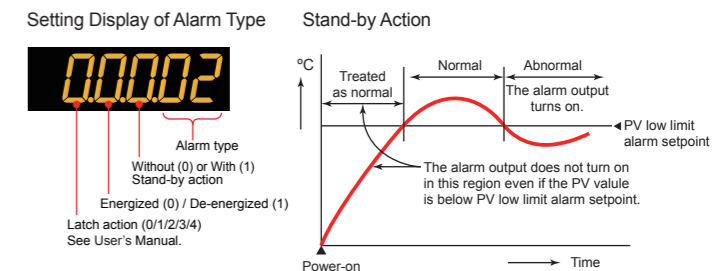 Setting Display of Alarm Type
0.0.0.02
Alarm type
Without (0) or With (1)
Stand-by action
Energized (0) / De-energized (1)
Latch action (0/1/2/3/4)
See User's Manual.
Stand-by Action
ºC
Treated
as normal
Normal
Abnormal
The alarm output
turns on.
PV low limit
alarm setpoint
The alarm output does not turn on
in this region even if the PV valule
is below PV low limit alarm setpoint.
Power-on
Time